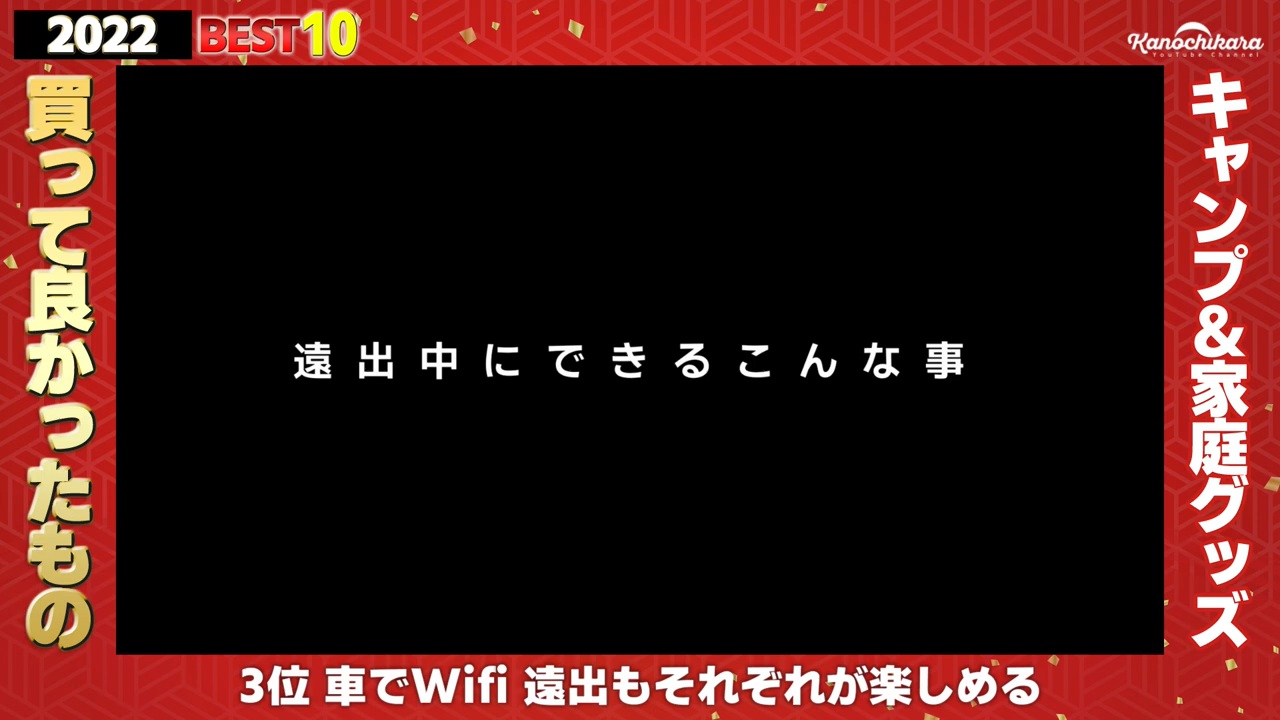 2022 BEST10
Kanochikara
YouTube Channel
買って良かったもの
キャンプ&家庭グッズ
遠出中にできるこんな事
3位 車でWifi 遠出もそれぞれが楽しめる